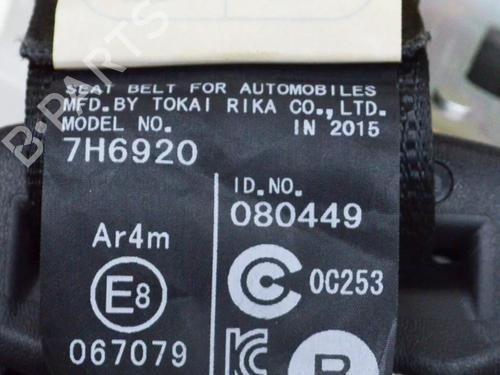 SEAT BELT FOR AUTOMOBILES
MFD.BY TOKAI RIKA CO.,LTD.
MODEL NO. IN 2015
7H6920
ID.NO.
080449
Ar4m
0C253
E8
067079
R
B-PARTS